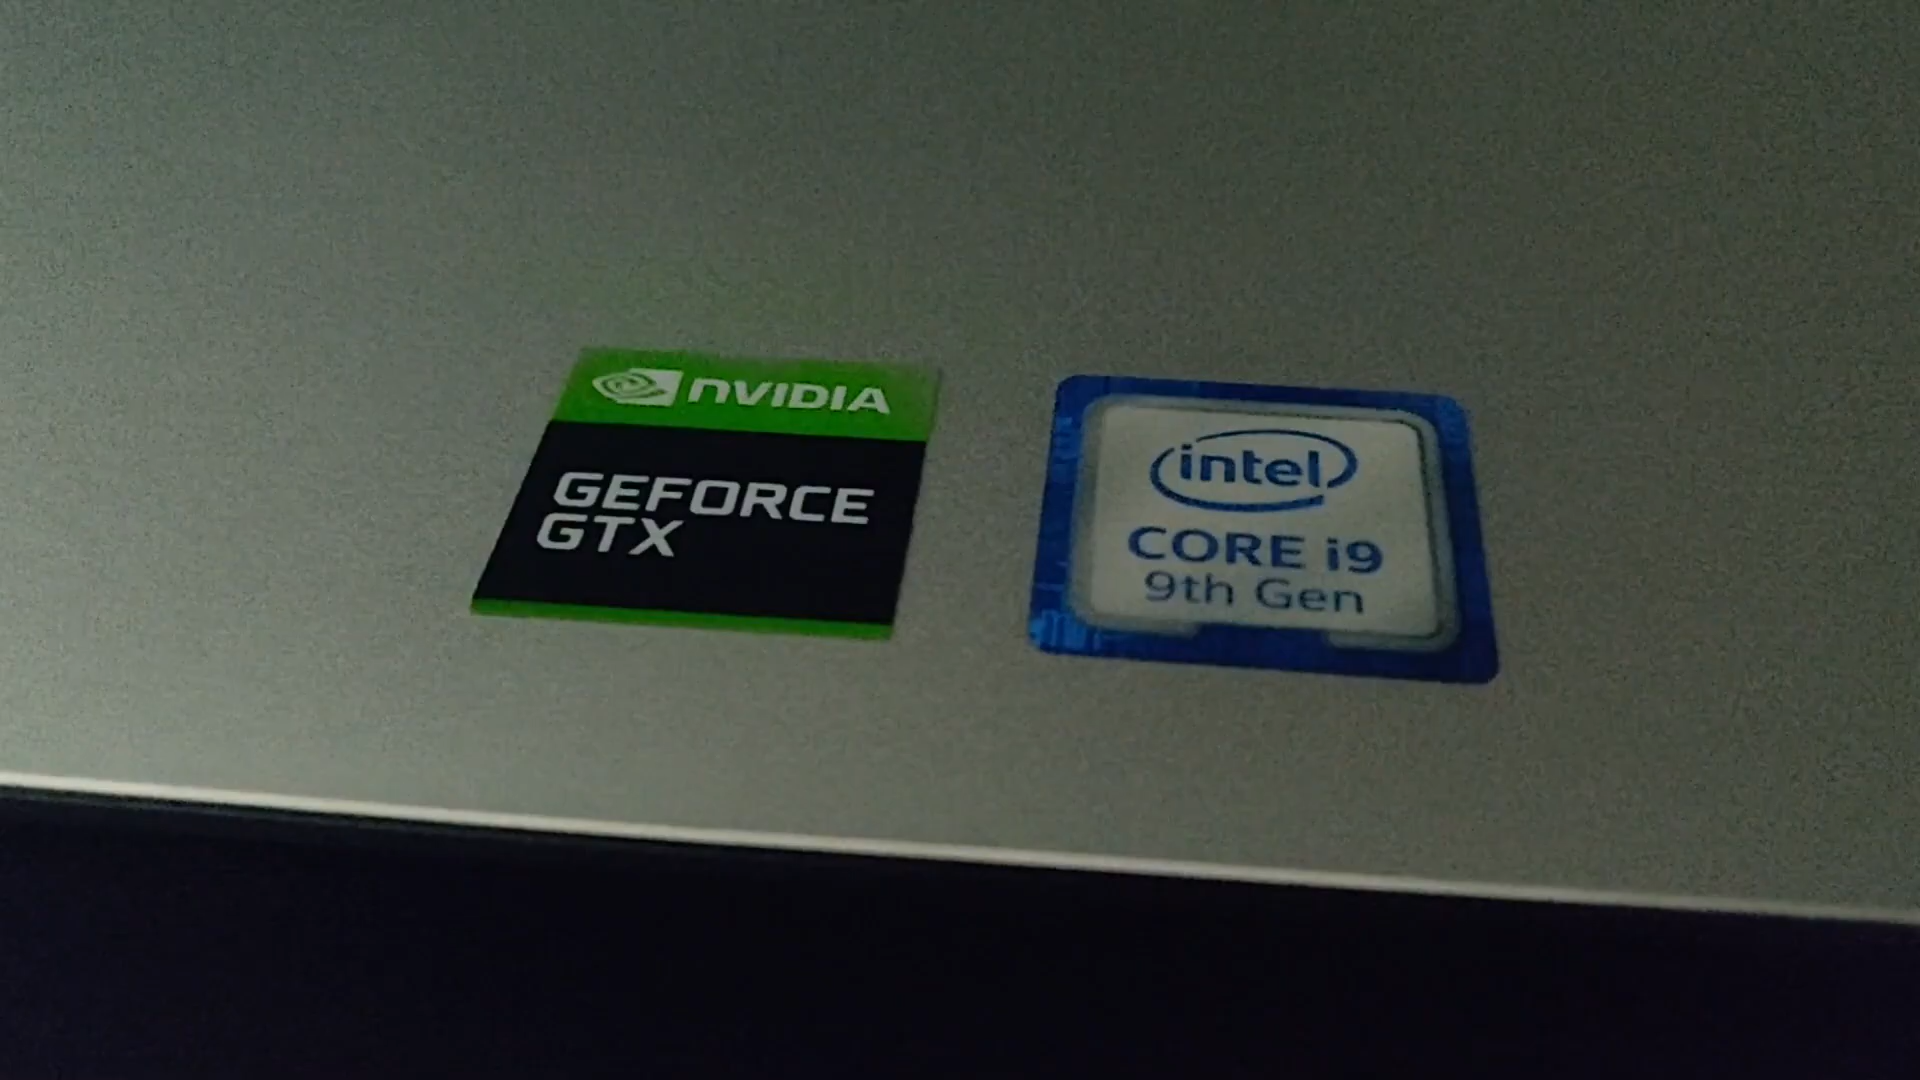 NVIDIA
GEFORCE
GTX
intel
CORE i9
9th Gen